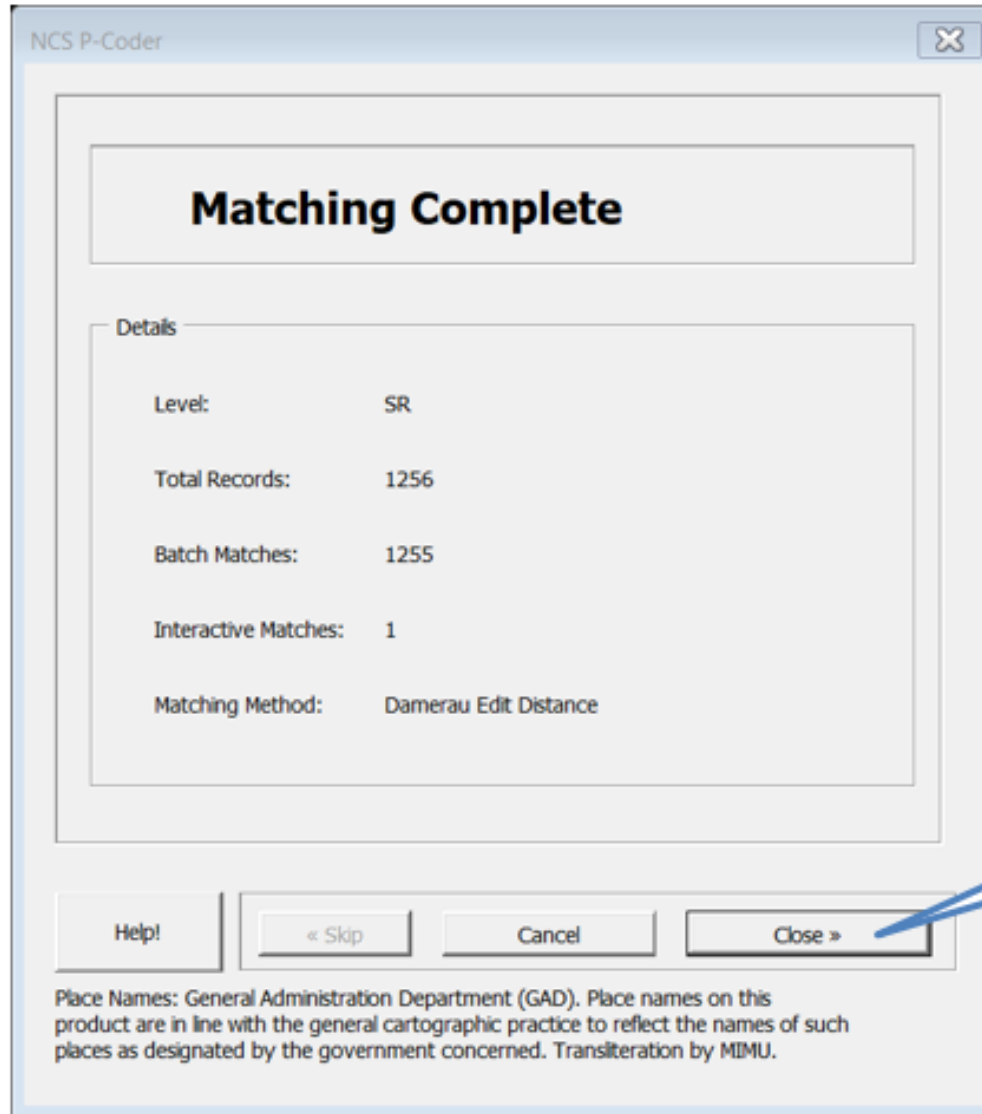 NCS P-Coder
Matching Complete
Details
Level: SR
Total Records: 1256
Batch Matches: 1255
Interactive Matches: 1
Matching Method: Damerau Edit Distance
Help! « Skip Cancel Close »
Place Names: General Administration Department (GAD). Place names on this
product are in line with the general cartographic practice to reflect the names of such
places as designated by the government concerned. Transliteration by MIMU.